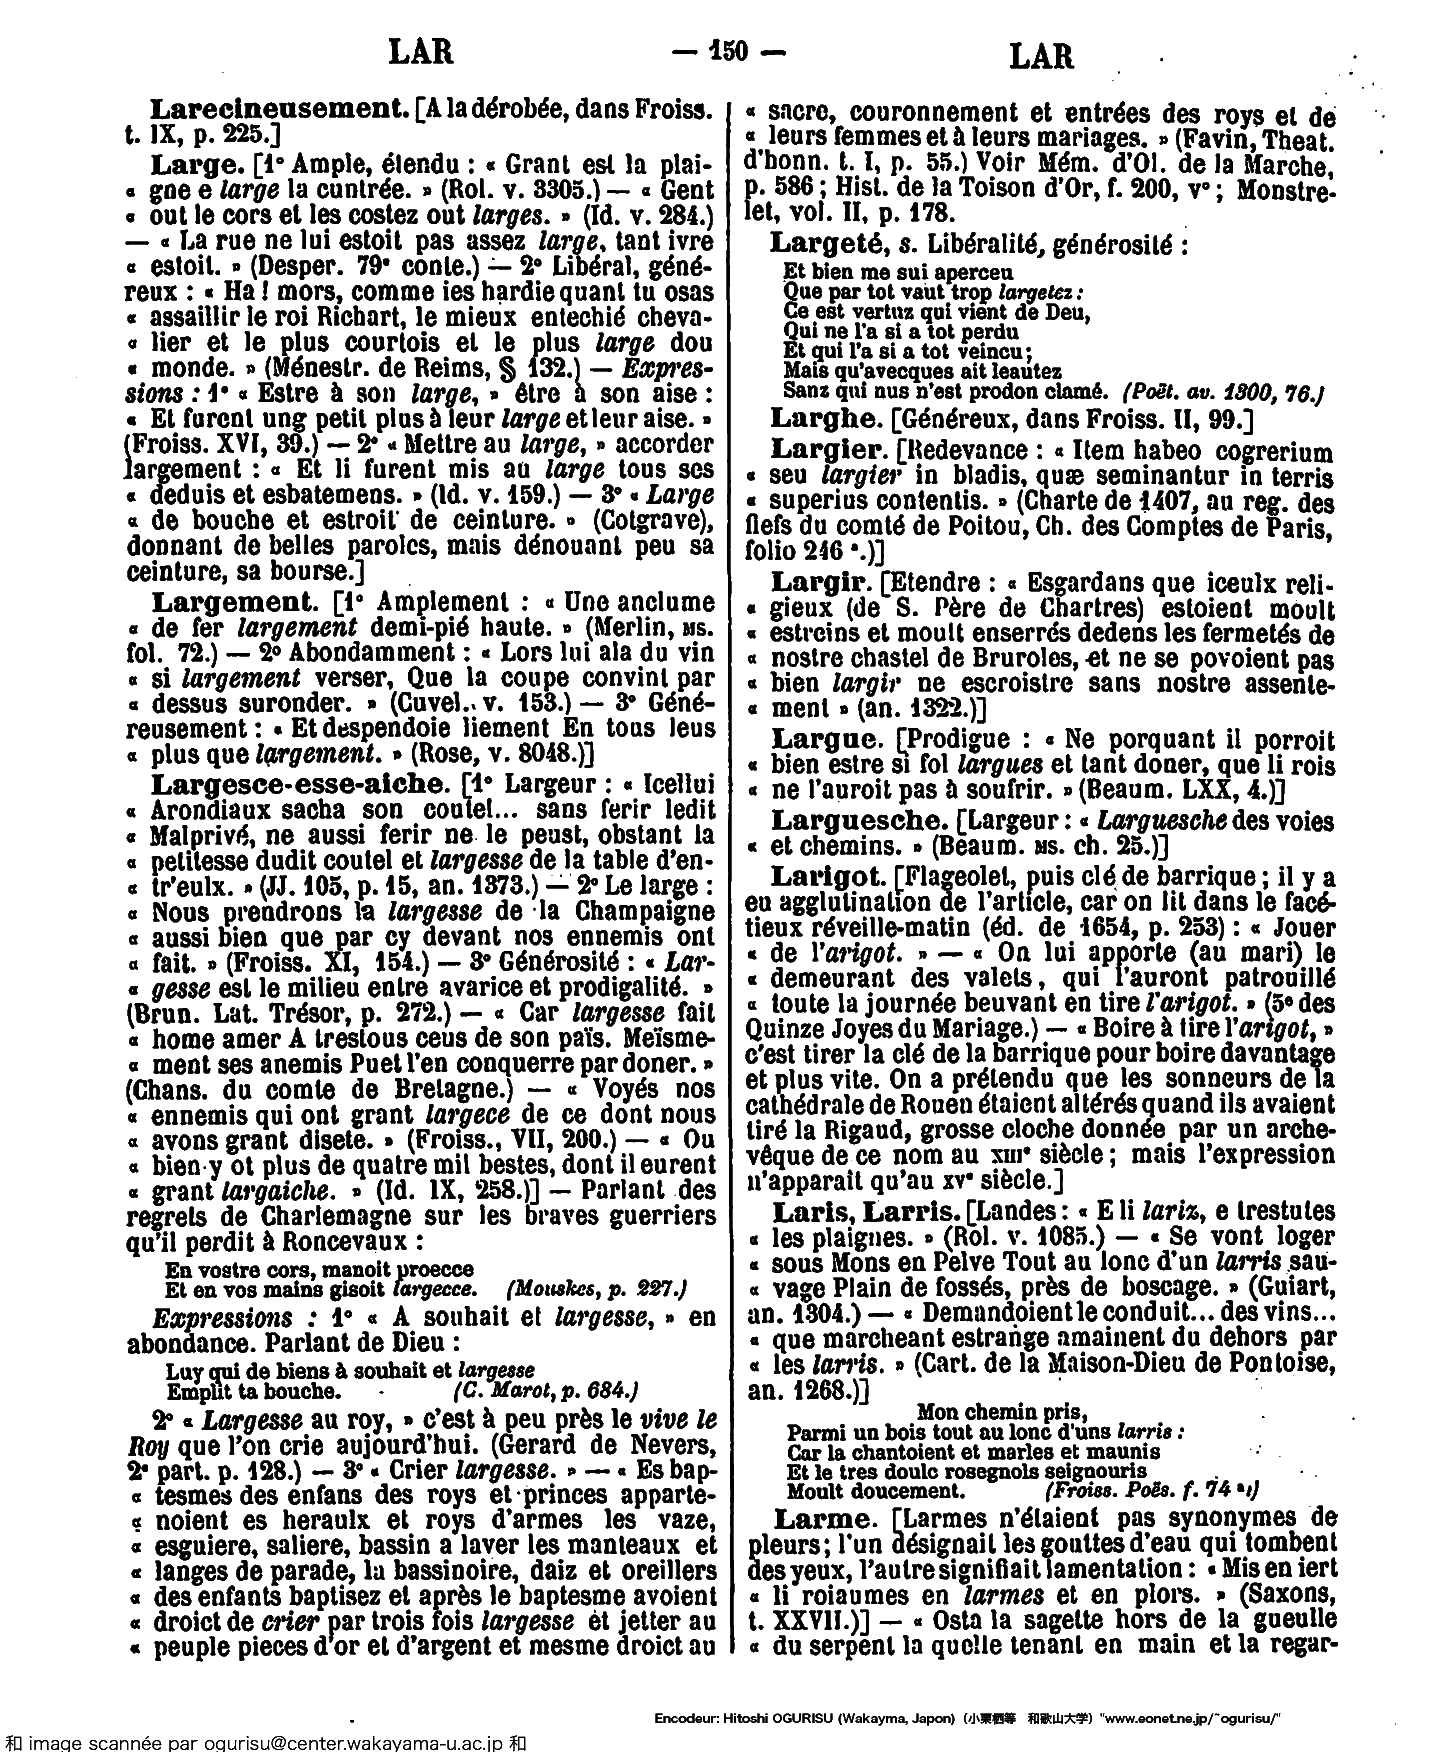 LAR
— 150 —
LAR
Larecineusement. [A la dérobée, dans Froiss.
t. IX, p. 225.]
Large. [1° Ample, élendu : « Grant est la plai-
« gne e large la cuntrée. » (Rol. v. 3305.) — « Gent
« out le cors et les costez out larges. » (Id. v. 284.)
— « La rue ne lui estoit pas assez large, tant ivre
« estoit. » (Desper. 79e conte.) — 2° Libéral, géné-
reux : « Ha ! mors, comme ies hardie quant tu osas
« assaillir le roi Richart, le mieux entechié cheva-
« lier et le plus courtois et le plus large dou
« monde. » (Ménestr. de Reims, § 132.) — Expres-
sions : 1° « Estre à son large, » être à son aise :
« Et furent ung petit plus à leur large et leur aise. »
(Froiss. XVI, 39.) — 2° « Mettre au large, » accorder
largement : « Et li furent mis au large tous ses
« deduis et esbatemens. » (Id. v. 159.) — 3° « Large
« de bouche et estroit de ceinture. » (Cotgrave),
donnant de belles paroles, mais dénouant peu sa
ceinture, sa bourse.]
Largement. [1° Amplement : « Une anclume
« de fer largement demi-pié haute. » (Merlin, ms.
fol. 72.) — 2° Abondamment : « Lors lui ala du vin
« si largement verser, Que la coupe convint par
« dessus suronder. » (Cuvel. v. 153.) — 3° Géné-
reusement : « Et despendoie liement En tous leus
« plus que largement. » (Rose, v. 8048.)]
Largesce-esse-aiche. [1° Largeur : « Icellui
« Arondiaux sacha son coutel... sans ferir ledit
« Malprivé, ne aussi ferir ne le peust, obstant la
« petitesse dudit coutel et largesse de la table d'en-
« tr'eulx. » (JJ. 105, p. 15, an. 1373.) — 2° Le large :
« Nous prendrons la largesse de la Champaigne
« aussi bien que par cy devant nos ennemis ont
« fait. » (Froiss. XI, 154.) — 3° Générosité : « Lar-
« gesse est le milieu entre avarice et prodigalité. »
(Brun. Lat. Trésor, p. 272.) — « Car largesse fait
« home amer A trestous ceus de son païs. Meïsme-
« ment ses anemis Puet l'en conquerre par doner. »
(Chans. du comte de Bretagne.) — « Voyés nos
« ennemis qui ont grant largece de ce dont nous
« avons grant disete. » (Froiss., VII, 200.) — « Ou
« bien y ot plus de quatre mil bestes, dont il eurent
« grant largaiche. » (Id. IX, 258.)] — Parlant des
regrets de Charlemagne sur les braves guerriers
qu'il perdit à Roncevaux :
En vostre cors, manoit proecce
Et en vos mains gisoit largecce. (Mouskes, p. 227.)
Expressions : 1° « A souhait et largesse, » en
abondance. Parlant de Dieu :
Luy qui de biens à souhait et largesse
Emplit ta bouche. (C. Marot, p. 684.)
2° « Largesse au roy, » c'est à peu près le vive le
Roy que l'on crie aujourd'hui. (Gerard de Nevers,
2e part. p. 128.) — 3° « Crier largesse. » — « Es bap-
« tesmes des enfans des roys et princes apparte-
« noient es heraulx et roys d'armes les vaze,
« esguiere, saliere, bassin a laver les manteaux et
« langes de parade, la bassinoire, daiz et oreillers
« des enfants baptisez et après le baptesme avoient
« droict de crier par trois fois largesse et jetter au
« peuple pieces d'or et d'argent et mesme droict au
« sacre, couronnement et entrées des roys et de
« leurs femmes et à leurs mariages. » (Favin, Theat.
d'honn. t. I, p. 55.) Voir Mém. d'Ol. de la Marche,
p. 586 ; Hist. de la Toison d'Or, f. 200, v° ; Monstre-
let, vol. II, p. 178.
Largeté, s. Libéralité, générosité :
Et bien me sui aperceu
Que par tot vaut trop largetez :
Ce est vertuz qui vient de Deu,
Qui ne l'a si a tot perdu
Et qui l'a si a tot veincu;
Mais qu'avecques ait leautez
Sanz qui nus n'est prodon clamé. (Poët. av. 1300, 76.)
Larghe. [Généreux, dans Froiss. II, 99.]
Largier. [Redevance : « Item habeo cogrerium
« seu largier in bladis, quæ seminantur in terris
« superius contentis. » (Charte de 1407, au reg. des
fiefs du comté de Poitou, Ch. des Comptes de Paris,
folio 246 a.)]
Largir. [Etendre : « Esgardans que iceulx reli-
« gieux (de S. Père de Chartres) estoient moult
« estreins et moult enserrés dedens les fermetés de
« nostre chastel de Bruroles, et ne se povoient pas
« bien largir ne escroistre sans nostre assente-
« ment » (an. 1322.)]
Largue. [Prodigue : « Ne porquant il porroit
« bien estre si fol largues et tant doner, que li rois
« ne l'auroit pas à soufrir. » (Beaum. LXX, 4.)]
Larguesche. [Largeur : « Larguesche des voies
« et chemins. » (Beaum. ms. ch. 25.)]
Larigot. [Flageolet, puis clé de barrique ; il y a
eu agglutination de l'article, car on lit dans le facé-
tieux réveille-matin (éd. de 1654, p. 253) : « Jouer
« de l'arigot. » — « On lui apporte (au mari) le
« demeurant des valets, qui l'auront patrouillé
« toute la journée beuvant en tire l'arigot. » (5e des
Quinze Joyes du Mariage.) — « Boire à tire l'arigot, »
c'est tirer la clé de la barrique pour boire davantage
et plus vite. On a prétendu que les sonneurs de la
cathédrale de Rouen étaient altérés quand ils avaient
tiré la Rigaud, grosse cloche donnée par un arche-
vêque de ce nom au XIIIe siècle ; mais l'expression
n'apparait qu'au XVe siècle.]
Laris, Larris. [Landes : « E li lariz, e trestutes
« les plaignes. » (Rol. v. 1085.) — « Se vont loger
« sous Mons en Pelve Tout au lonc d'un larris sau-
« vage Plain de fossés, près de boscage. » (Guiart,
an. 1304.) — « Demandoient le conduit... des vins...
« que marcheant estrange amainent du dehors par
« les larris. » (Cart. de la Maison-Dieu de Pontoise,
an. 1268.)]
Mon chemin pris,
Parmi un bois tout au lonc d'uns larris :
Car la chantoient et marles et maunis
Et le tres doulc rosegnols seignouris
Moult doucement. (Froiss. Poës. f. 74 a.)
Larme. [Larmes n'étaient pas synonymes de
pleurs; l'un désignait les gouttes d'eau qui tombent
des yeux, l'autre signifiait lamentation : « Mis en iert
« li roiaumes en larmes et en plors. » (Saxons,
t. XXVII.)] — « Osta la sagette hors de la gueulle
« du serpent la quelle tenant en main et la regar-
Encodeur: Hitoshi OGURISU (Wakayma, Japon)（小栗栖等　和歌山大学）"www.eonet.ne.jp/~ogurisu/"
和 image scannée par ogurisu@center.wakayama-u.ac.jp 和